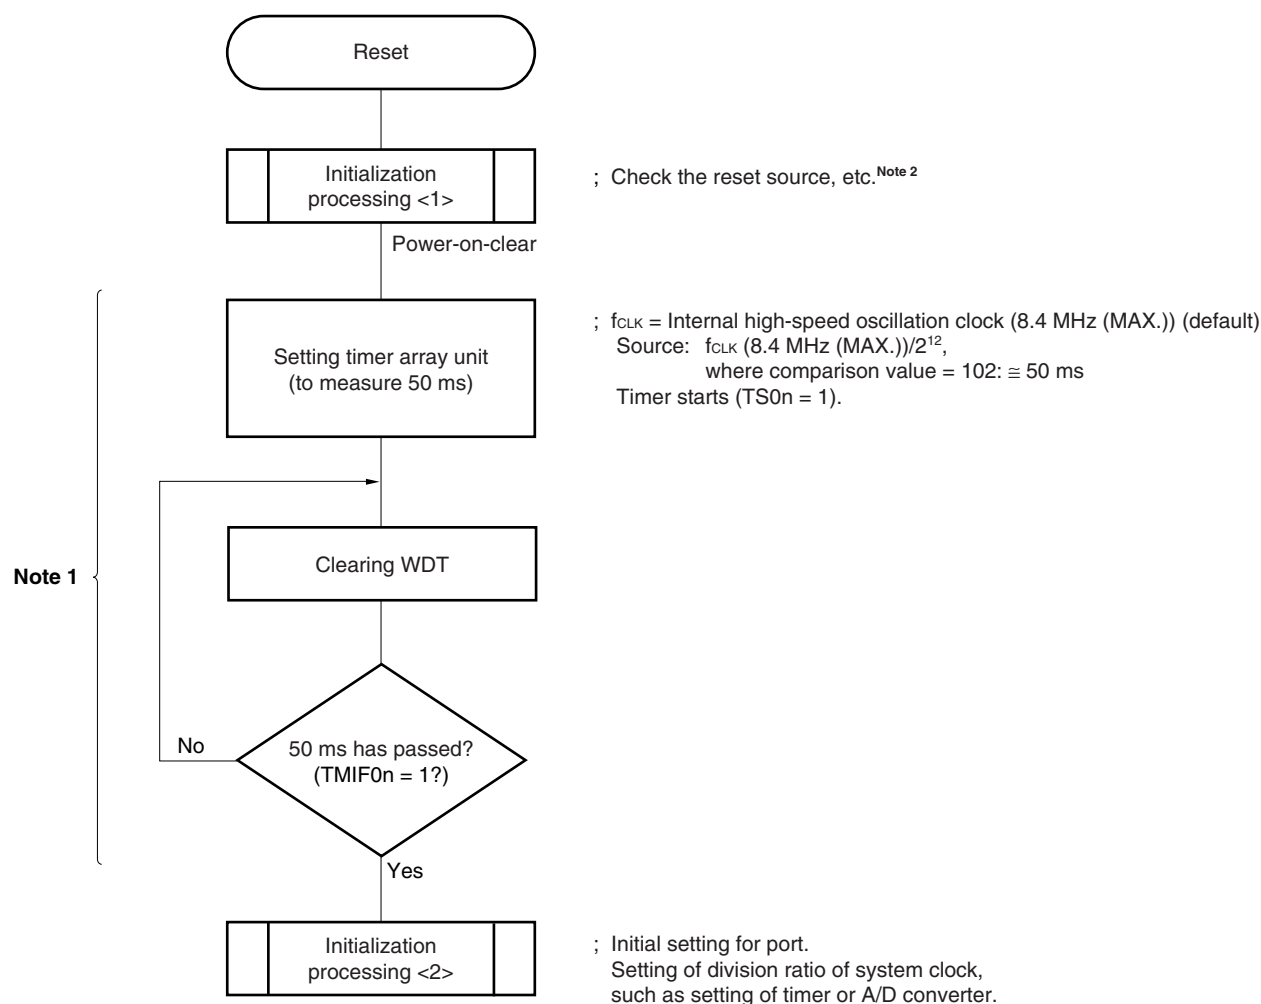 Reset
Initialization
processing <1>
; Check the reset source, etc.Note 2
Power-on-clear
Setting timer array unit
(to measure 50 ms)
; fCLK = Internal high-speed oscillation clock (8.4 MHz (MAX.)) (default)
Source: fCLK (8.4 MHz (MAX.))/2^12,
where comparison value = 102: ≅ 50 ms
Timer starts (TS0n = 1).
Note 1
Clearing WDT
No
50 ms has passed?
(TMIF0n = 1?)
Yes
Initialization
processing <2>
; Initial setting for port.
Setting of division ratio of system clock,
such as setting of timer or A/D converter.